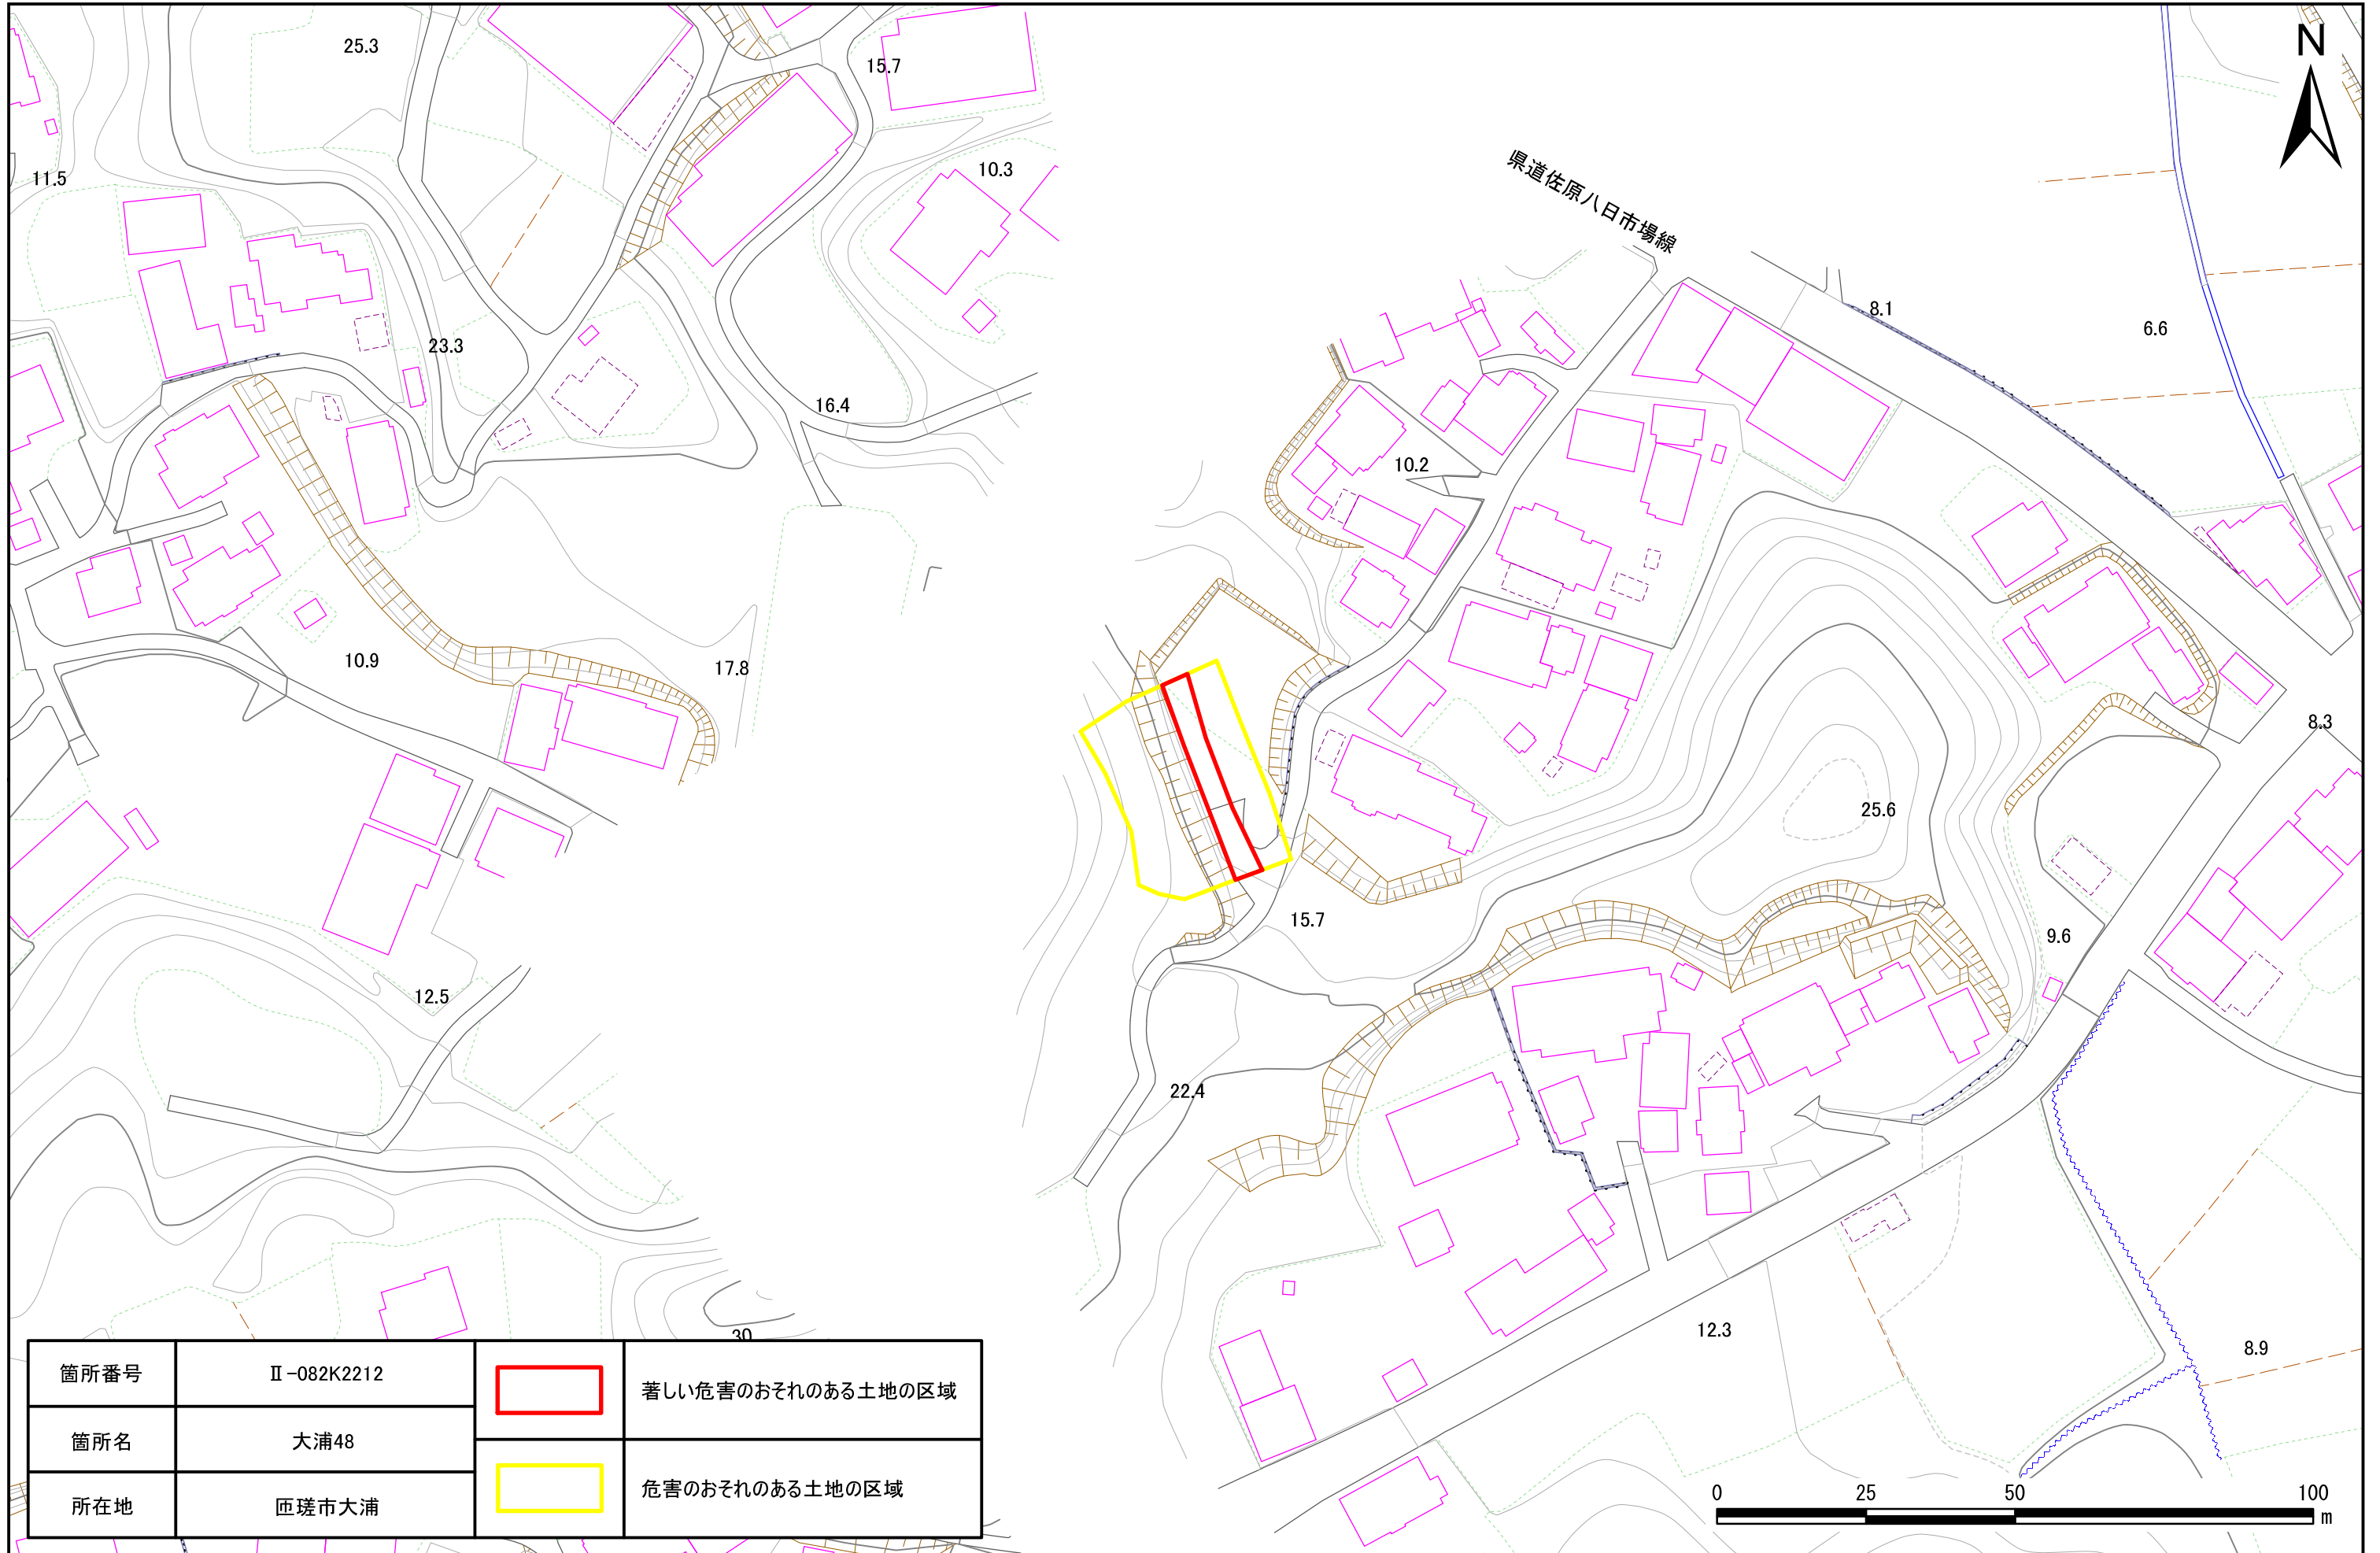 25.3
15.7
N
11.5
10.3
県道佐原八日市場線
8.1
6.6
23.3
16.4
10.2
10.9
17.8
8.3
25.6
15.7
9.6
12.5
22.4
12.3
8.9
30
箇所番号 Ⅱ-082K2212
箇所名 大浦48
所在地 匝瑳市大浦
著しい危害のおそれのある土地の区域
危害のおそれのある土地の区域
0 25 50 100
m